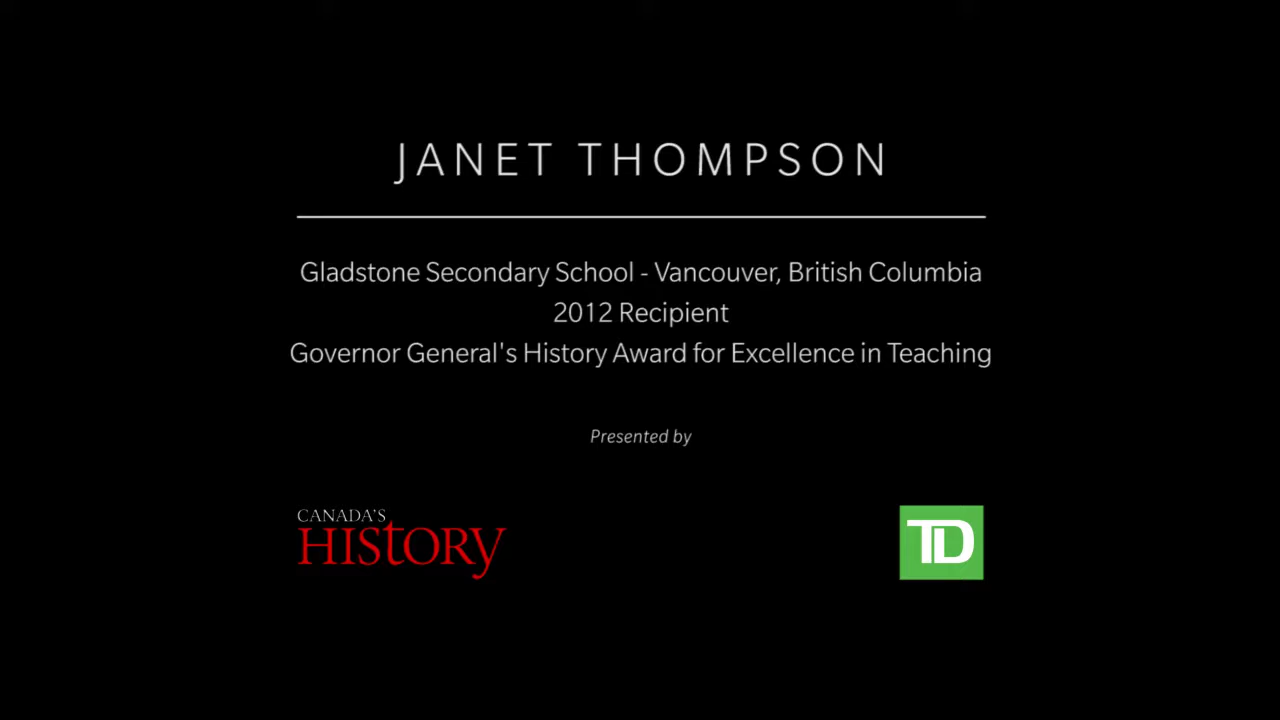 JANET THOMPSON
Gladstone Secondary School - Vancouver, British Columbia
2012 Recipient
Governor General's History Award for Excellence in Teaching
Presented by
CANADA'S
HIStORy
TD